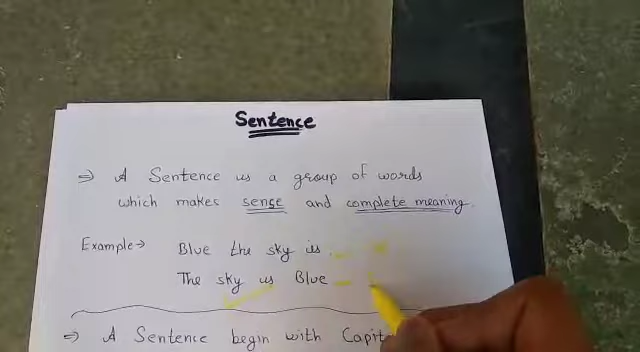 Sentence
⇒ A Sentence is a group of words
which makes sense and complete meaning.
Example → Blue the sky is.
The sky is Blue
⇒ A Sentence begin with